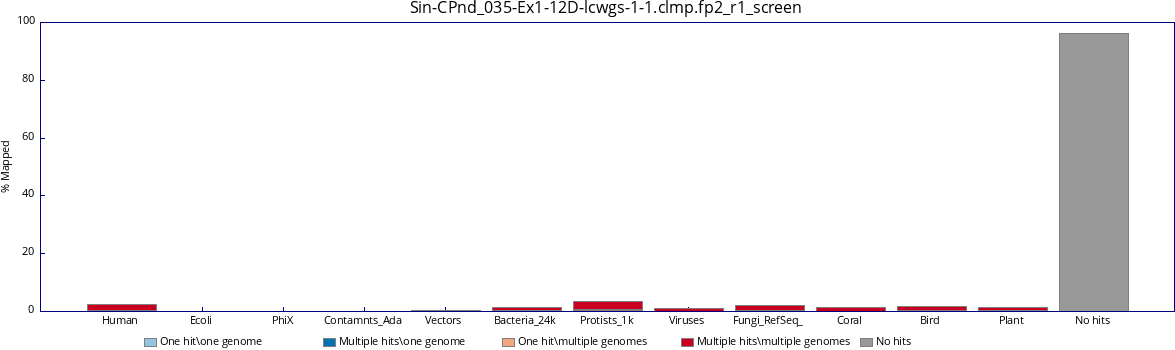 Sin-CPnd_035-Ex1-12D-lcwgs-1-1.clmp.fp2_r1_screen
100
80
60
40
20
0
% Mapped
Human Ecoli PhiX Contamnts_Ada Vectors Bacteria_24k Protists_1k Viruses Fungi_RefSeq_ Coral Bird Plant No hits
One hit\one genome Multiple hits\one genome One hit\multiple genomes Multiple hits\multiple genomes No hits